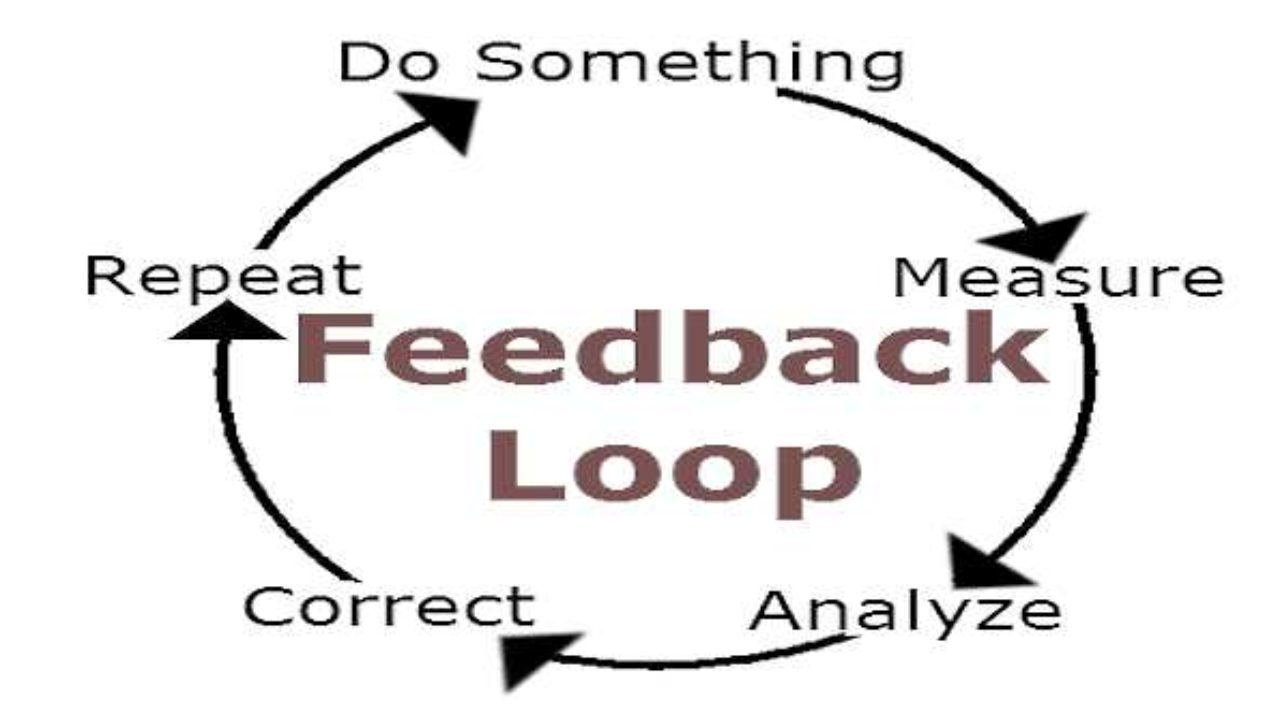 Do Something
Repeat
Measure
Feedback
Loop
Correct
Analyze